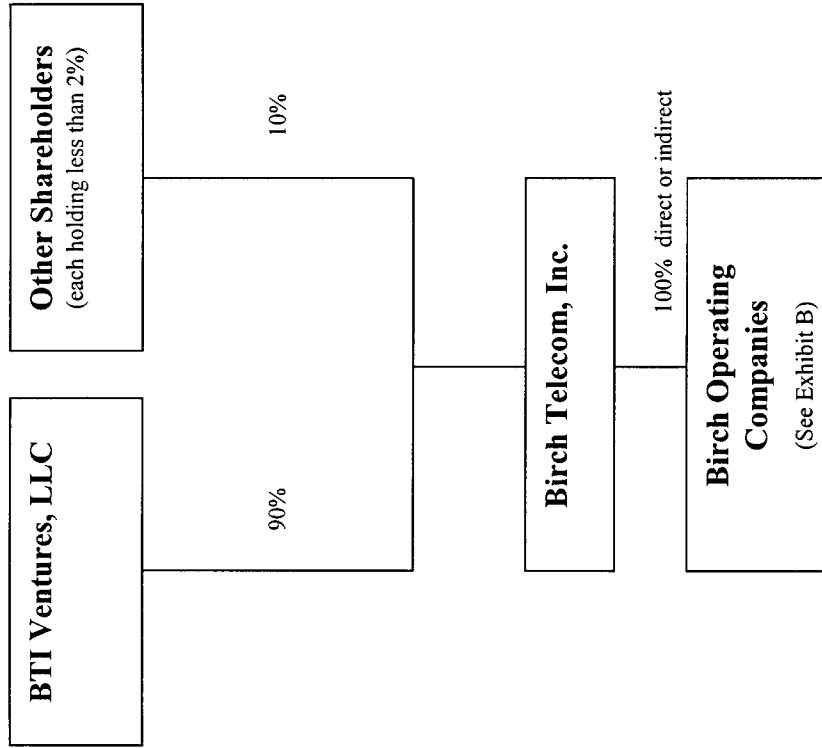 BTI Ventures, LLC
Other Shareholders
(each holding less than 2%)
90%
10%
Birch Telecom, Inc.
100% direct or indirect
Birch Operating
Companies
(See Exhibit B)